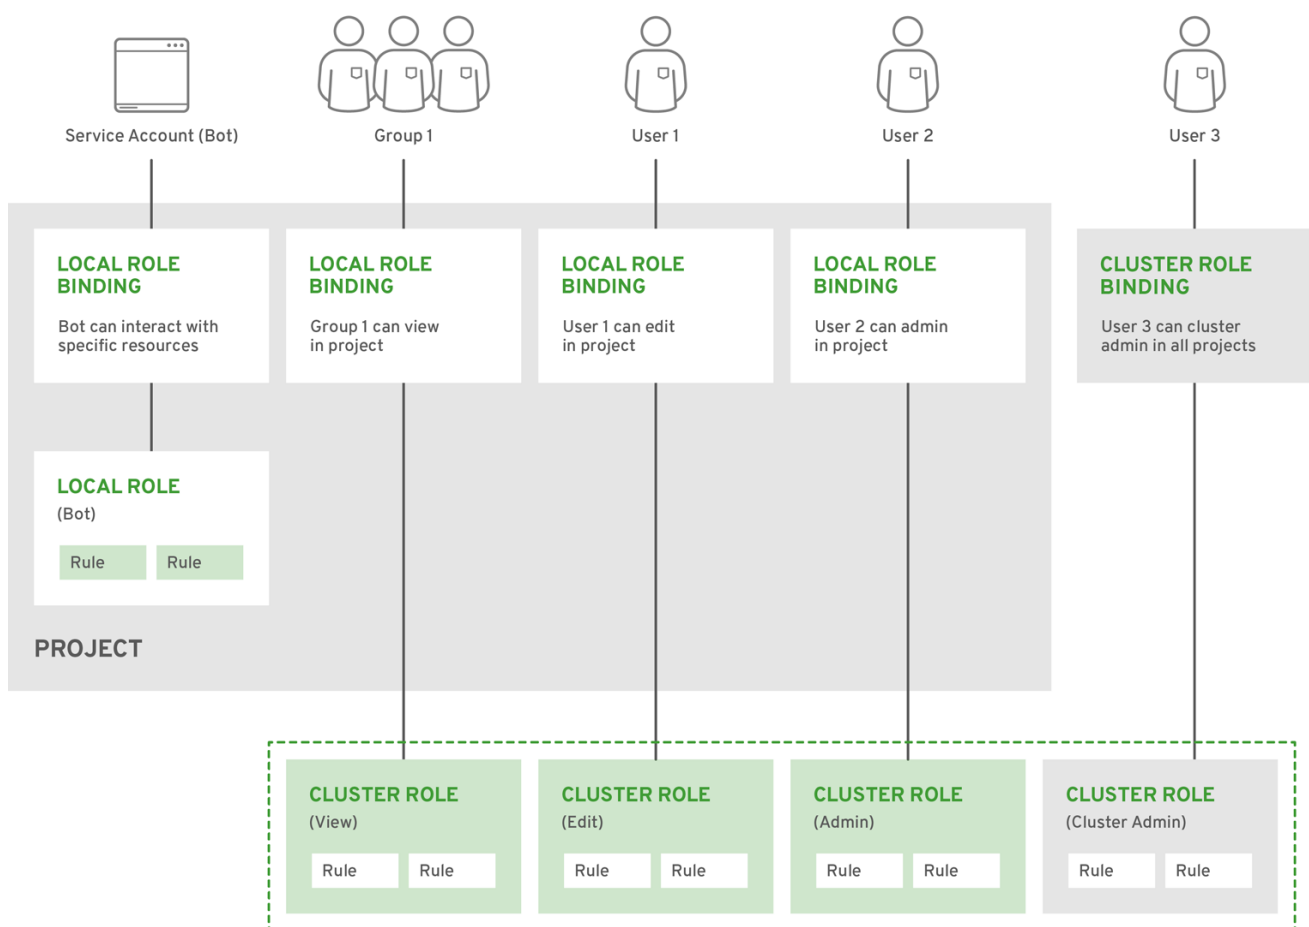 Service Account (Bot)
Group 1
User 1
User 2
User 3
LOCAL ROLE
BINDING
Bot can interact with
specific resources
LOCAL ROLE
BINDING
Group 1 can view
in project
LOCAL ROLE
BINDING
User 1 can edit
in project
LOCAL ROLE
BINDING
User 2 can admin
in project
CLUSTER ROLE
BINDING
User 3 can cluster
admin in all projects
LOCAL ROLE
(Bot)
Rule
Rule
PROJECT
CLUSTER ROLE
(View)
Rule
Rule
CLUSTER ROLE
(Edit)
Rule
Rule
CLUSTER ROLE
(Admin)
Rule
Rule
CLUSTER ROLE
(Cluster Admin)
Rule
Rule